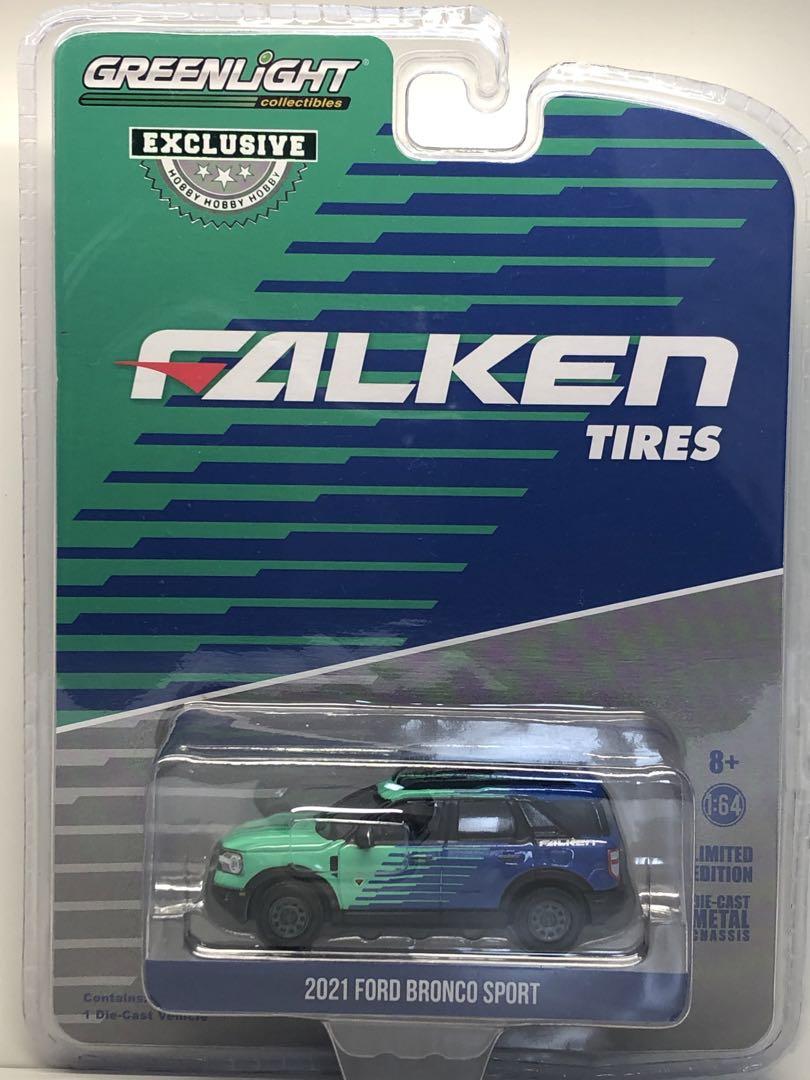 GREENLiGHT®
collectibles
EXCLUSIVE
HOBBY HOBBY HOBBY
FALKEN
TIRES
8+
1:64
LIMITED
EDITION
DIE-CAST
METAL
CHASSIS
FALKEN
2021 FORD BRONCO SPORT
Contains:
1 Die-Cast Vehicle